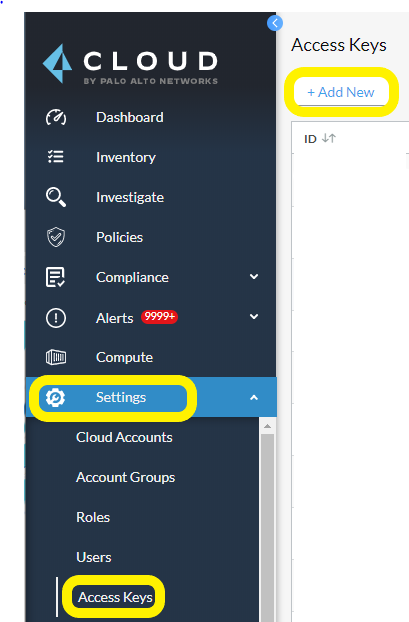 Access Keys
CLOUD
BY PALO ALTO NETWORKS
+ Add New
Dashboard
ID
Inventory
Investigate
Policies
Compliance
Alerts 9999+
Compute
Settings
Cloud Accounts
Account Groups
Roles
Users
Access Keys